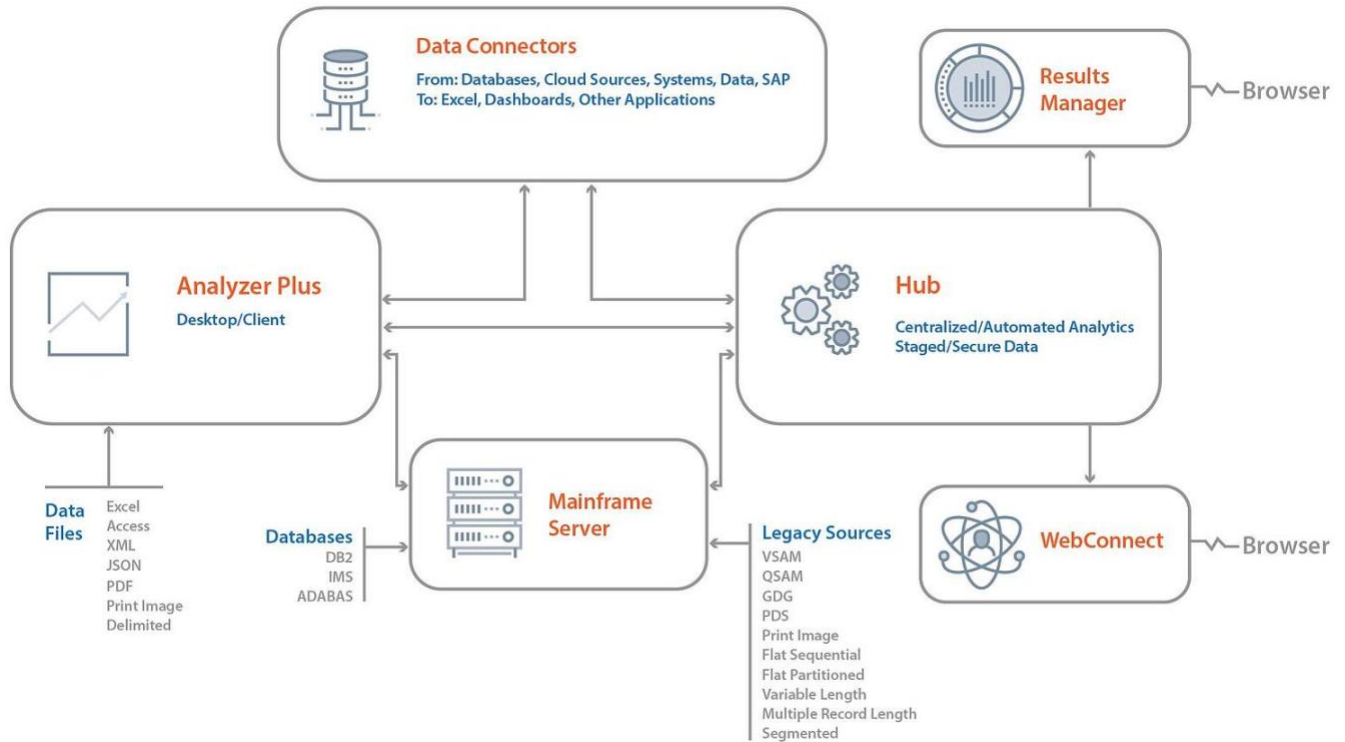 Data Connectors
From: Databases, Cloud Sources, Systems, Data, SAP
To: Excel, Dashboards, Other Applications
Results
Manager
Browser
Analyzer Plus
Desktop/Client
Hub
Centralized/Automated Analytics
Staged/Secure Data
Data
Files
Excel
Access
XML
JSON
PDF
Print Image
Delimited
Databases
DB2
IMS
ADABAS
Mainframe
Server
Legacy Sources
VSAM
QSAM
GDG
PDS
Print Image
Flat Sequential
Flat Partitioned
Variable Length
Multiple Record Length
Segmented
WebConnect
Browser